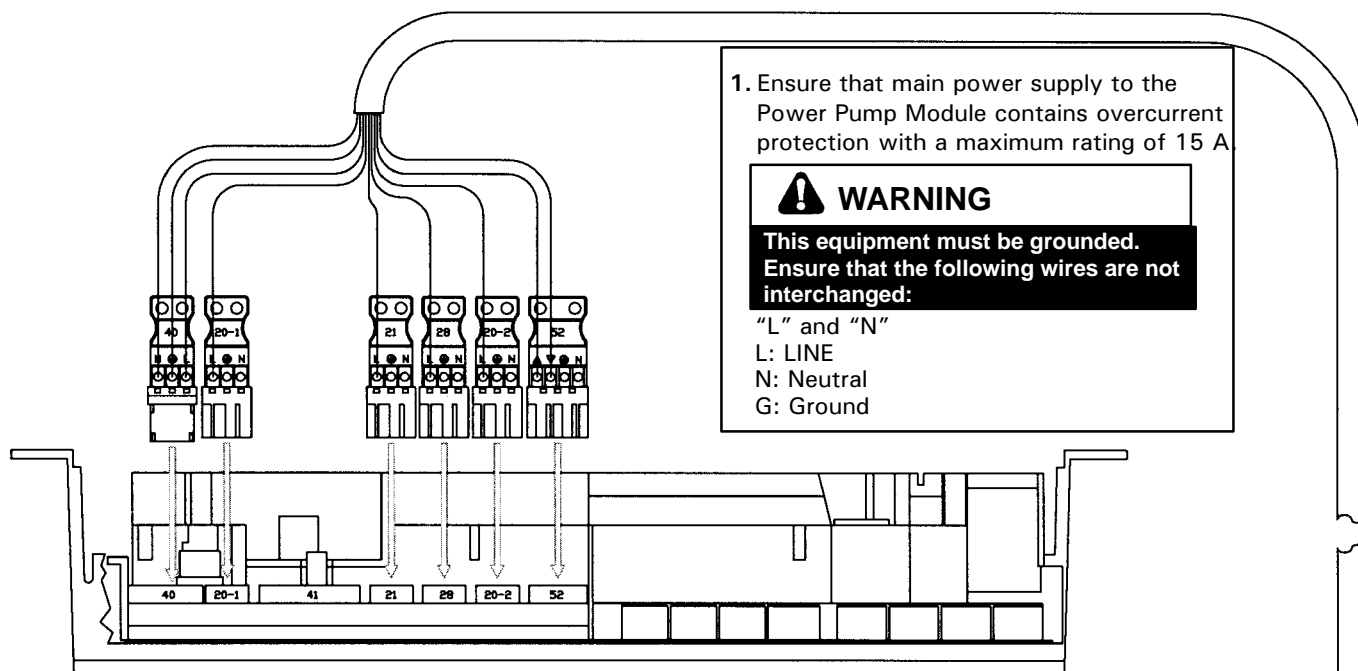 1. Ensure that main power supply to the
Power Pump Module contains overcurrent
protection with a maximum rating of 15 A.
WARNING
This equipment must be grounded.
Ensure that the following wires are not
interchanged:
“L” and “N”
L: LINE
N: Neutral
G: Ground
40 20-1 21 28 20-2 52
N L L N L N L N L N N
40 20-1 41 21 28 20-2 52